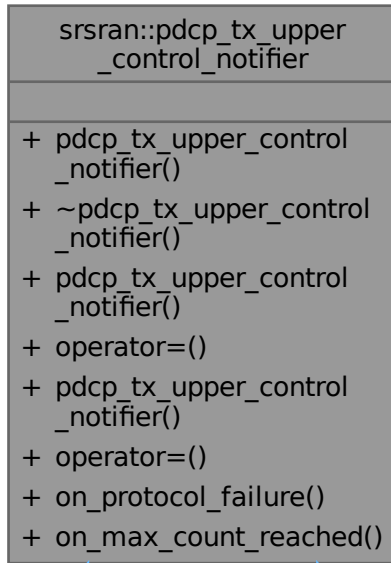 srsran::pdcp_tx_upper
_control_notifier
+ pdcp_tx_upper_control
_notifier()
+ ~pdcp_tx_upper_control
_notifier()
+ pdcp_tx_upper_control
_notifier()
+ operator=()
+ pdcp_tx_upper_control
_notifier()
+ operator=()
+ on_protocol_failure()
+ on_max_count_reached()